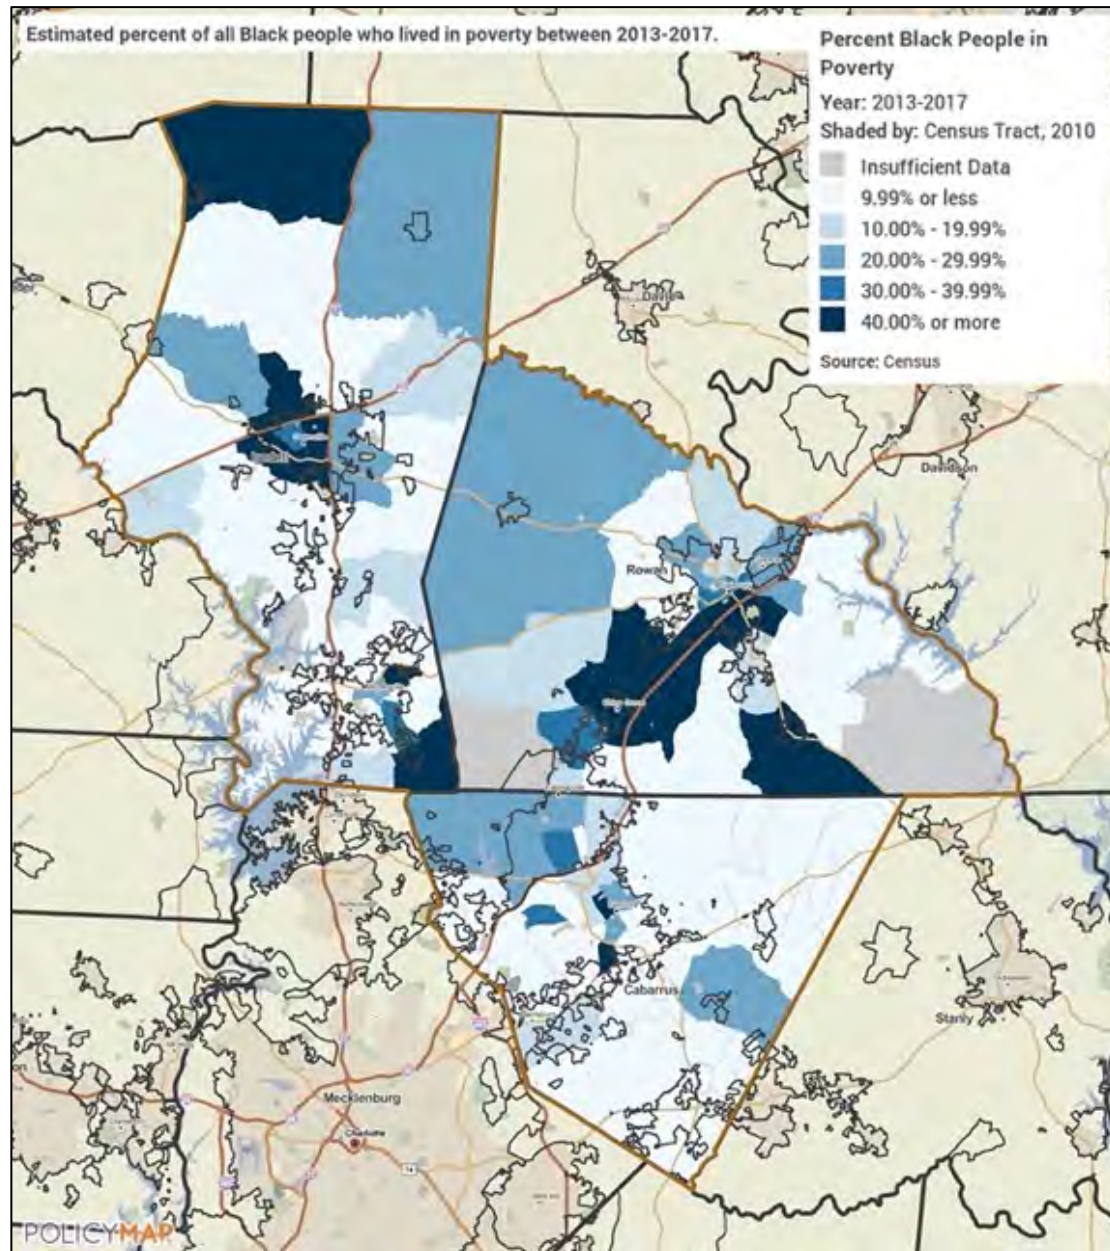 Estimated percent of all Black people who lived in poverty between 2013-2017.
Percent Black People in
Poverty
Year: 2013-2017
Shaded by: Census Tract, 2010
Insufficient Data
9.99% or less
10.00% - 19.99%
20.00% - 29.99%
30.00% - 39.99%
40.00% or more
Source: Census
Davie
Davidson
Rowan
Cabarrus
Stanly
Mecklenburg
Charlotte
POLICYMAP